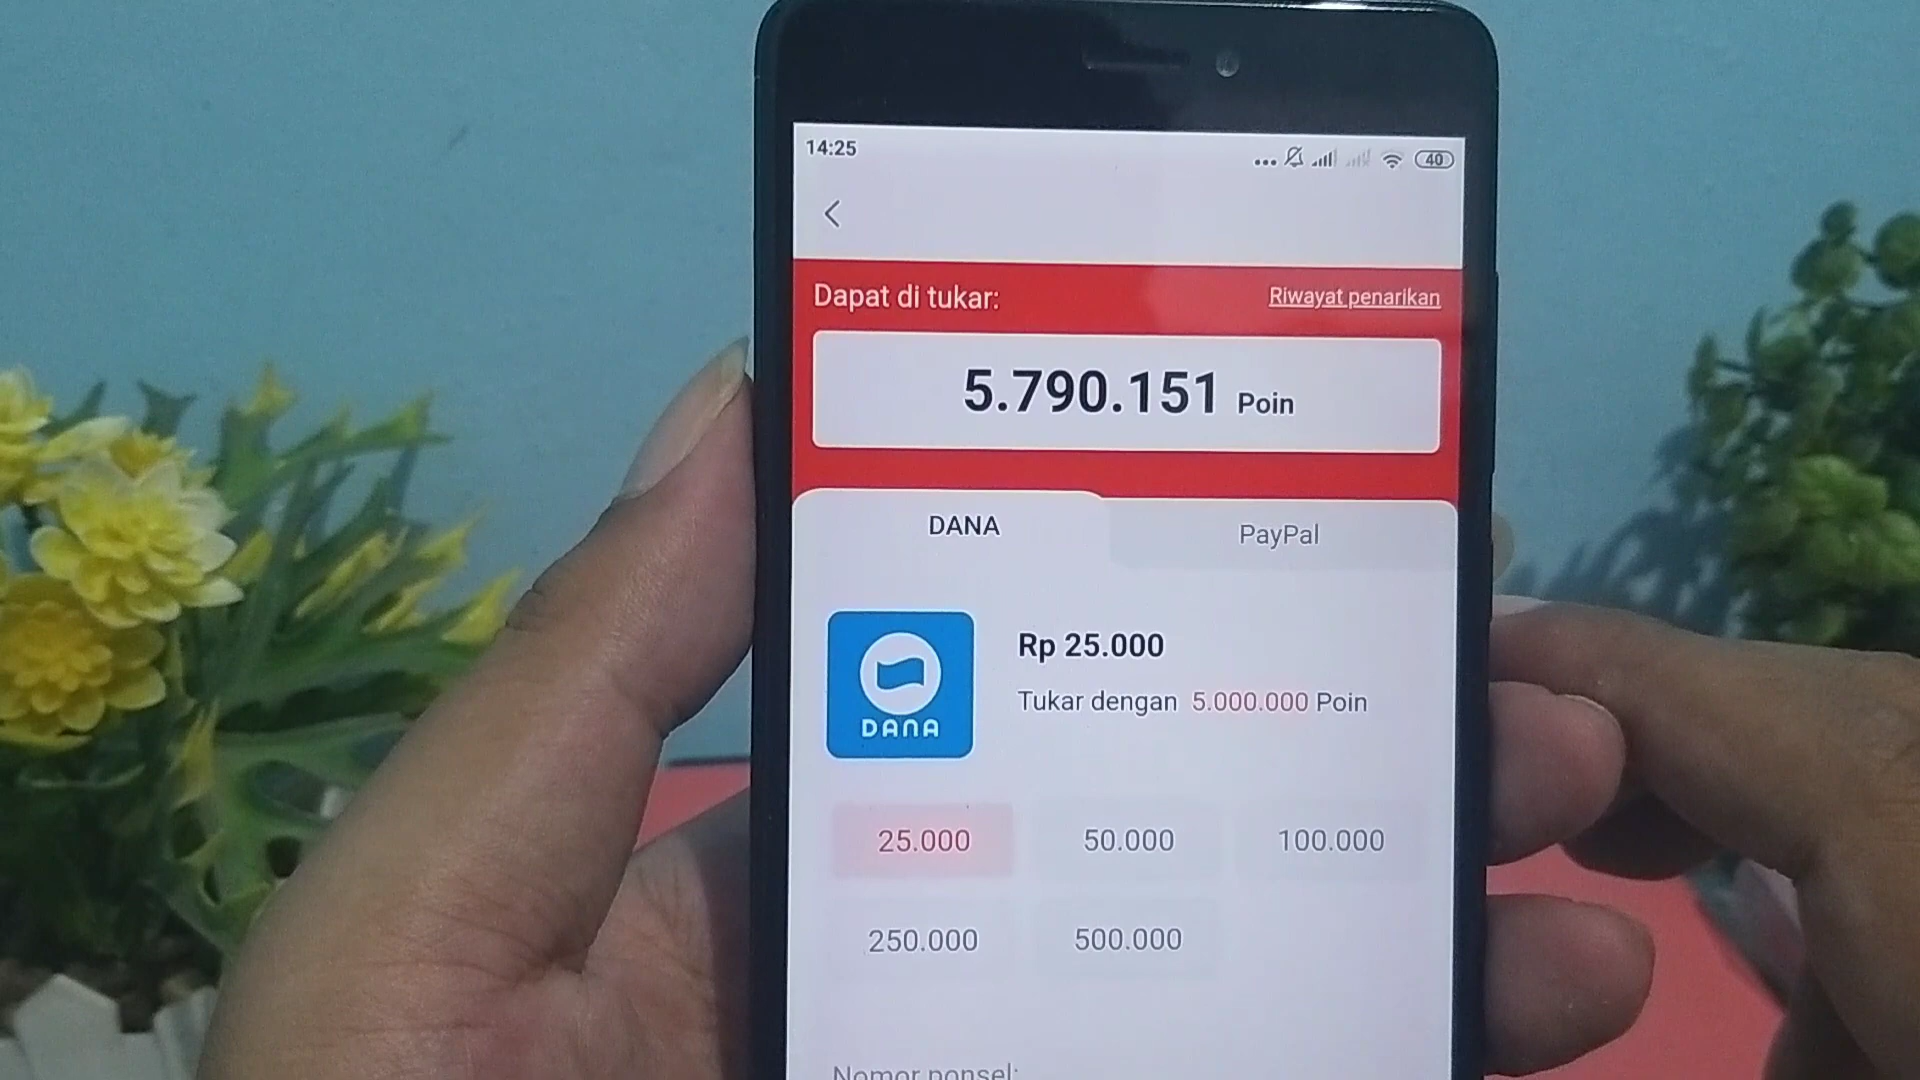 14:25
40
Dapat di tukar:
Riwayat penarikan
5.790.151 Poin
DANA
PayPal
DANA
Rp 25.000
Tukar dengan 5.000.000 Poin
25.000
50.000
100.000
250.000
500.000
Nomor ponsel: